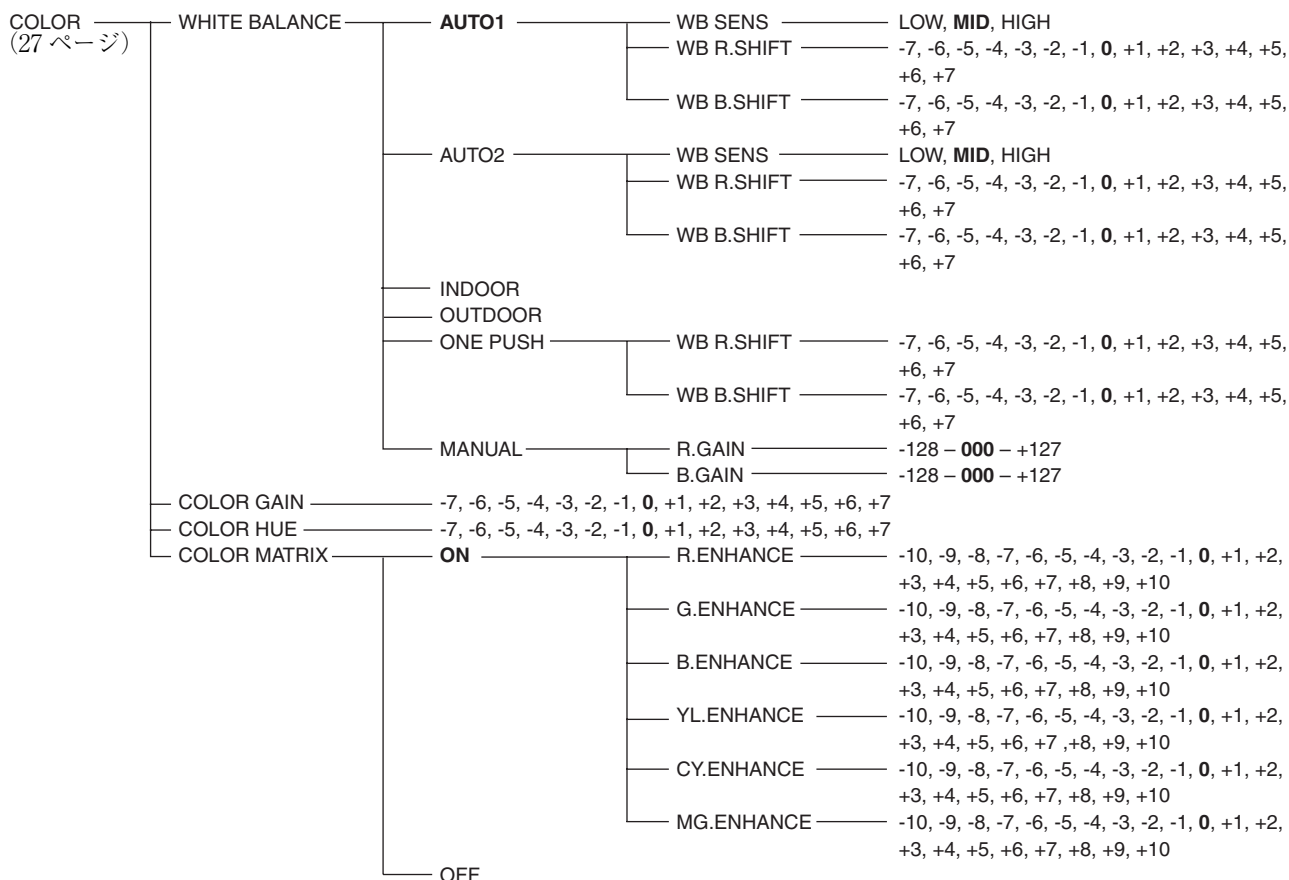 COLOR WHITE BALANCE AUTO1 WB SENS LOW, MID, HIGH
(27 ページ) WB R.SHIFT -7, -6, -5, -4, -3, -2, -1, 0, +1, +2, +3, +4, +5,
+6, +7
WB B.SHIFT -7, -6, -5, -4, -3, -2, -1, 0, +1, +2, +3, +4, +5,
+6, +7
AUTO2 WB SENS LOW, MID, HIGH
WB R.SHIFT -7, -6, -5, -4, -3, -2, -1, 0, +1, +2, +3, +4, +5,
+6, +7
WB B.SHIFT -7, -6, -5, -4, -3, -2, -1, 0, +1, +2, +3, +4, +5,
+6, +7
INDOOR
OUTDOOR
ONE PUSH WB R.SHIFT -7, -6, -5, -4, -3, -2, -1, 0, +1, +2, +3, +4, +5,
+6, +7
WB B.SHIFT -7, -6, -5, -4, -3, -2, -1, 0, +1, +2, +3, +4, +5,
+6, +7
MANUAL R.GAIN -128 – 000 – +127
B.GAIN -128 – 000 – +127
COLOR GAIN -7, -6, -5, -4, -3, -2, -1, 0, +1, +2, +3, +4, +5, +6, +7
COLOR HUE -7, -6, -5, -4, -3, -2, -1, 0, +1, +2, +3, +4, +5, +6, +7
COLOR MATRIX ON R.ENHANCE -10, -9, -8, -7, -6, -5, -4, -3, -2, -1, 0, +1, +2,
+3, +4, +5, +6, +7, +8, +9, +10
G.ENHANCE -10, -9, -8, -7, -6, -5, -4, -3, -2, -1, 0, +1, +2,
+3, +4, +5, +6, +7, +8, +9, +10
B.ENHANCE -10, -9, -8, -7, -6, -5, -4, -3, -2, -1, 0, +1, +2,
+3, +4, +5, +6, +7, +8, +9, +10
YL.ENHANCE -10, -9, -8, -7, -6, -5, -4, -3, -2, -1, 0, +1, +2,
+3, +4, +5, +6, +7 ,+8, +9, +10
CY.ENHANCE -10, -9, -8, -7, -6, -5, -4, -3, -2, -1, 0, +1, +2,
+3, +4, +5, +6, +7, +8, +9, +10
MG.ENHANCE -10, -9, -8, -7, -6, -5, -4, -3, -2, -1, 0, +1, +2,
+3, +4, +5, +6, +7, +8, +9, +10
OFF